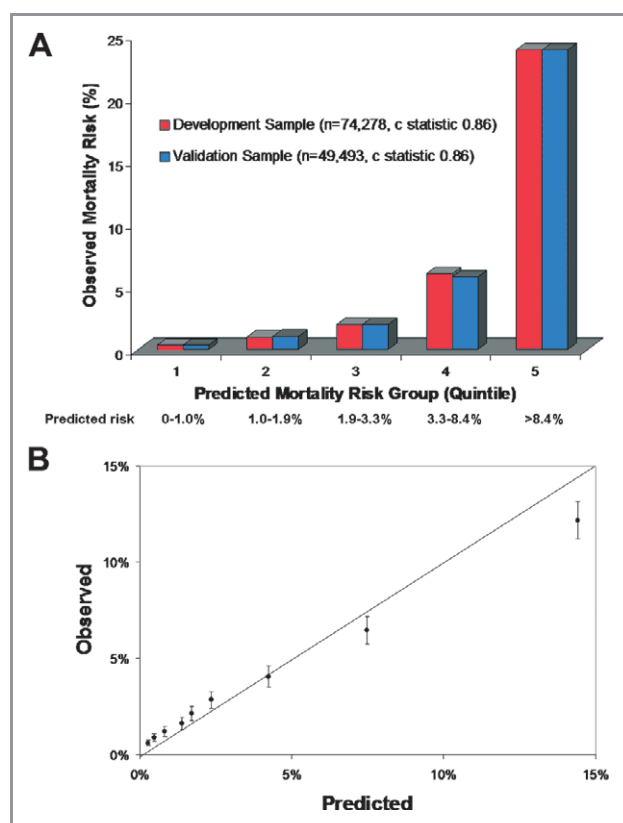 A
25
20
15
10
5
0
Observed Mortality Risk (%)
Development Sample (n=74,278, c statistic 0.86)
Validation Sample (n=49,493, c statistic 0.86)
1 2 3 4 5
Predicted Mortality Risk Group (Quintile)
Predicted risk 0-1.0% 1.0-1.9% 1.9-3.3% 3.3-8.4% >8.4%
B
15%
10%
5%
0%
Observed
0% 5% 10% 15%
Predicted